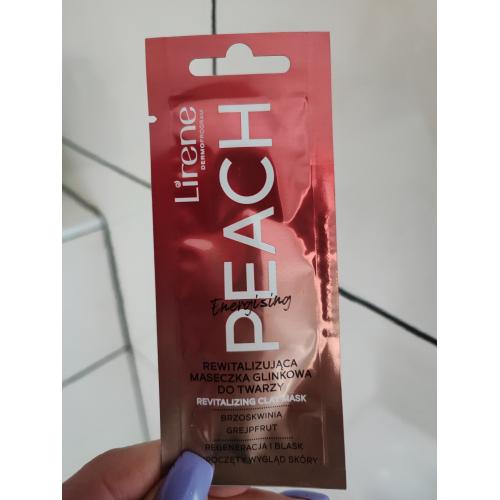 Lirene
DERMOPROGRAM
PEACH
Energising
REWITALIZUJĄCA
MASECZKA GLINKOWA
DO TWARZY
REVITALIZING CLAY MASK
BRZOSKWINIA
GREJPFRUT
REGENERACJA I BLASK
WYGLĄD SKÓRY